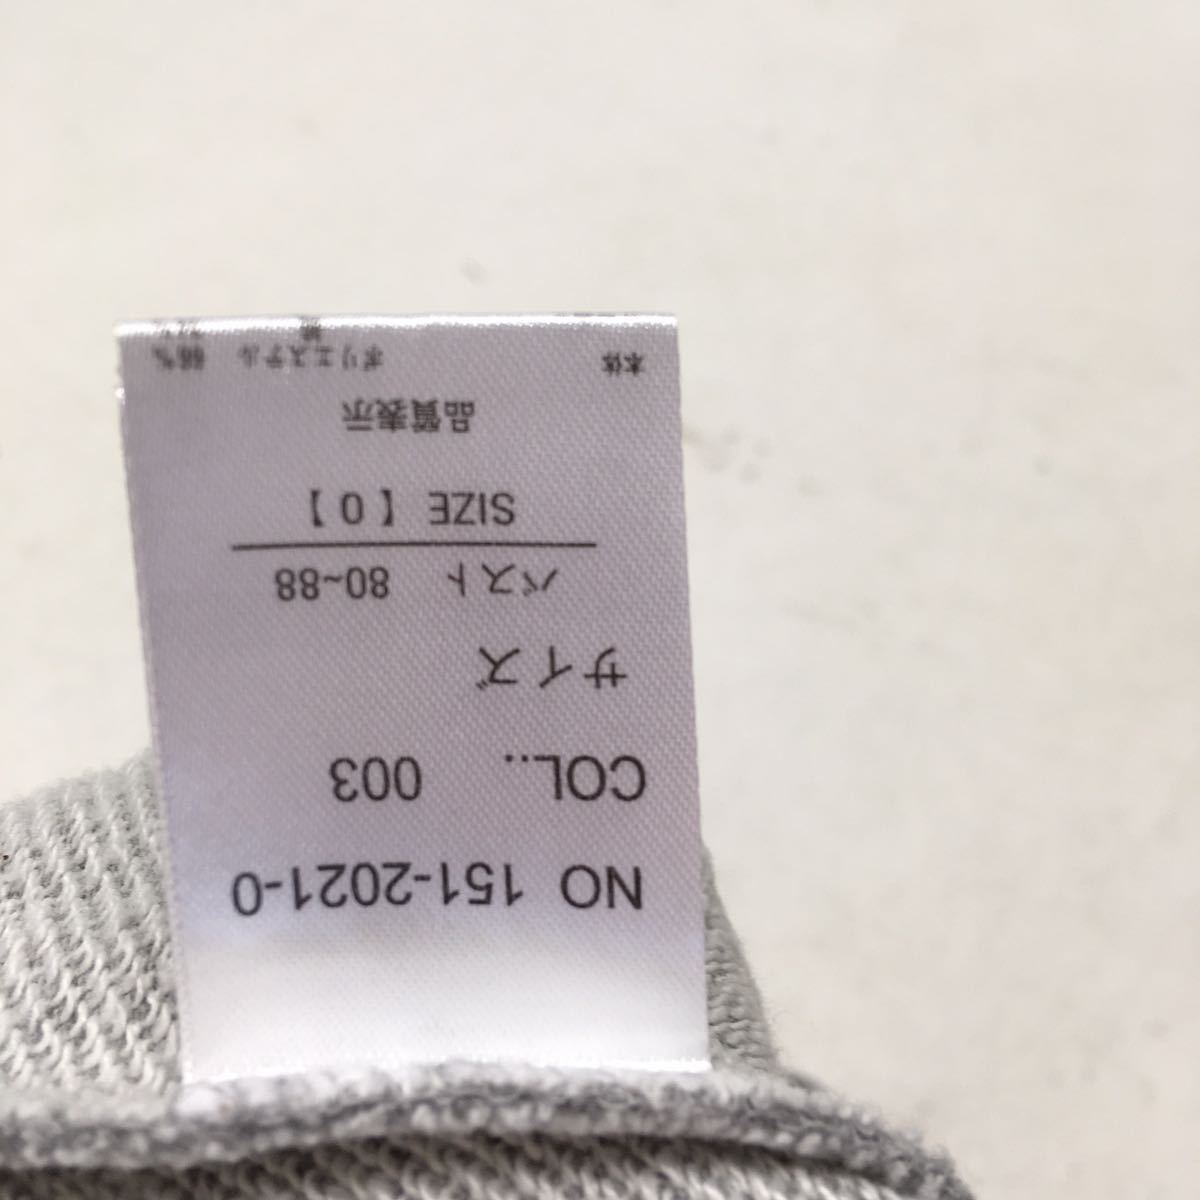 NO 151-2021-0
COL.. 003
サイズ
バスト 80~88
SIZE 【 0 】
品質表示
本体 ポリエステル 66%